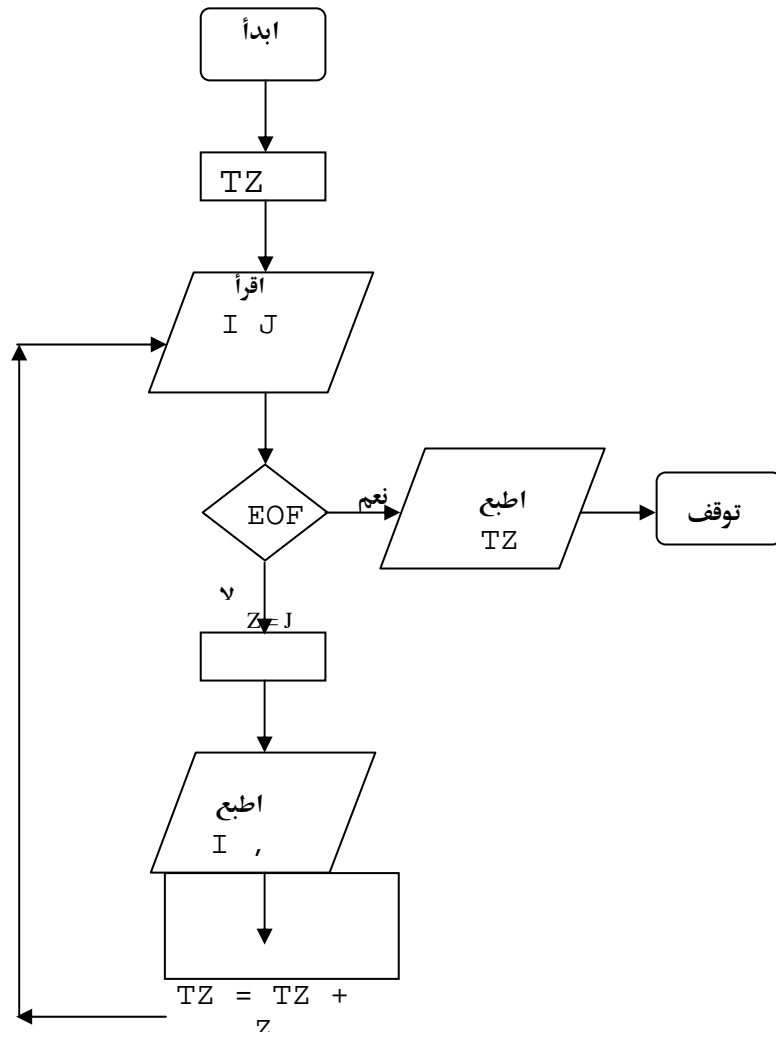 ابدأ
TZ
اقرأ
I J
EOF
نعم
اطبع
TZ
توقف
لا
Z = J
اطبع
I ,
TZ = TZ +
Z